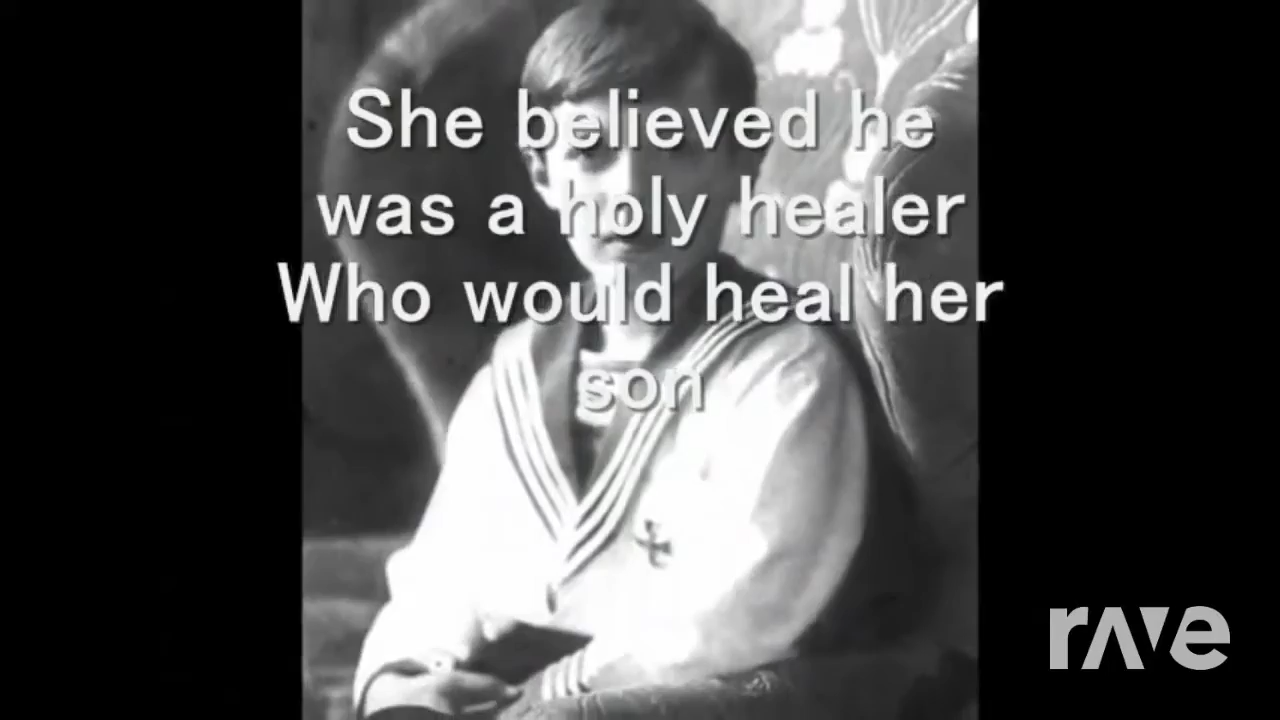 She believed he
was a holy healer
Who would heal her
son
rave